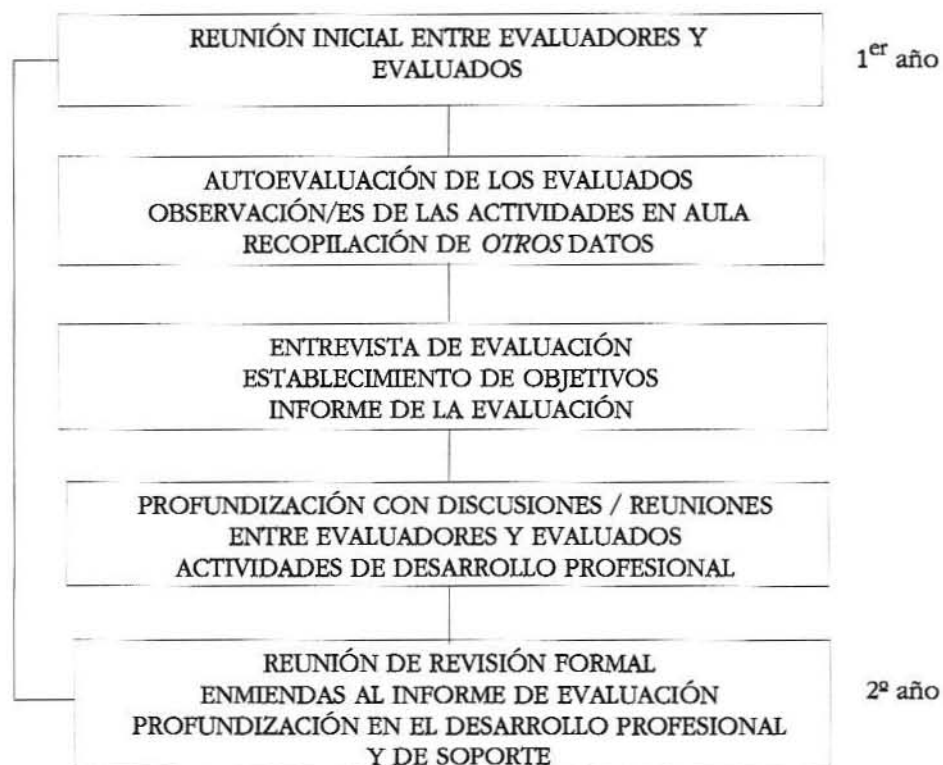 REUNIÓN INICIAL ENTRE EVALUADORES Y
EVALUADOS
1er año
AUTOEVALUACIÓN DE LOS EVALUADOS
OBSERVACIÓN/ES DE LAS ACTIVIDADES EN AULA
RECOPILACIÓN DE OTROS DATOS
ENTREVISTA DE EVALUACIÓN
ESTABLECIMIENTO DE OBJETIVOS
INFORME DE LA EVALUACIÓN
PROFUNDIZACIÓN CON DISCUSIONES / REUNIONES
ENTRE EVALUADORES Y EVALUADOS
ACTIVIDADES DE DESARROLLO PROFESIONAL
REUNIÓN DE REVISIÓN FORMAL
ENMIENDAS AL INFORME DE EVALUACIÓN
PROFUNDIZACIÓN EN EL DESARROLLO PROFESIONAL
Y DE SOPORTE
2º año